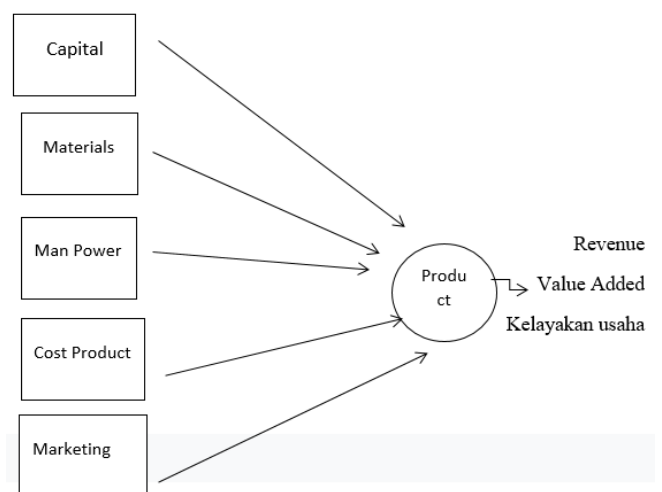 Capital
Materials
Man Power
Cost Product
Marketing
Produ
ct
Revenue
Value Added
Kelayakan usaha